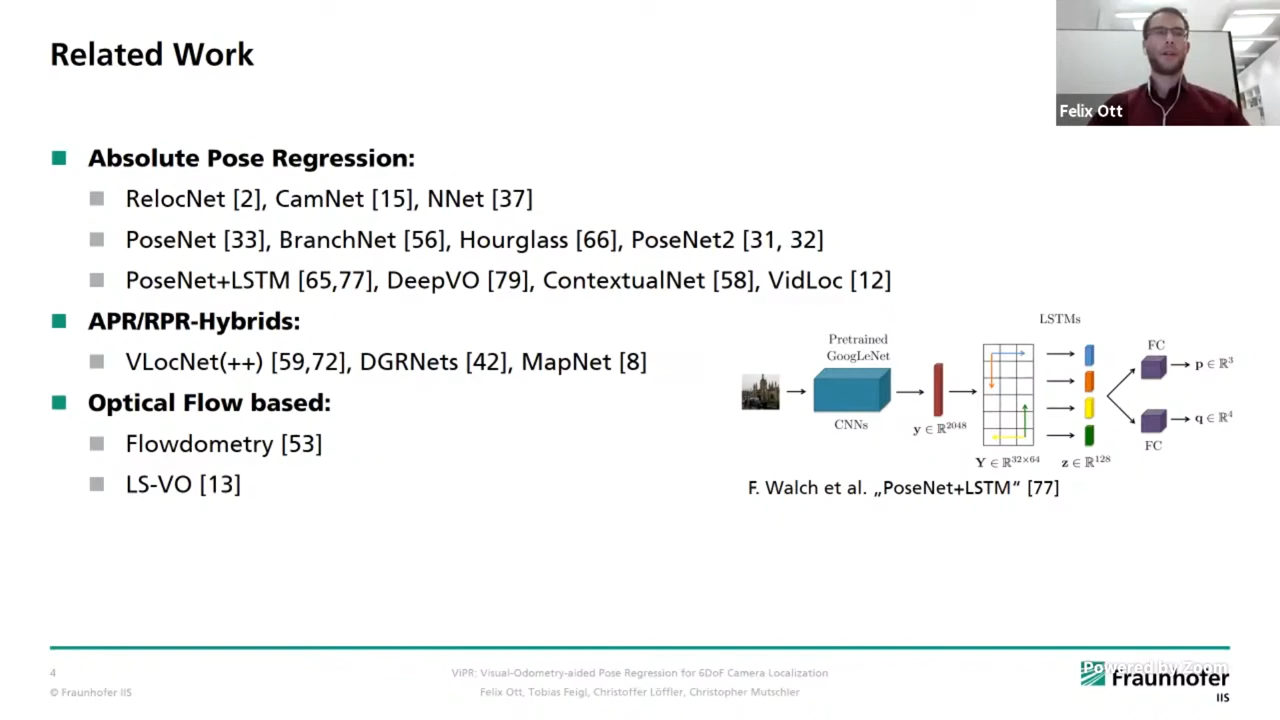 Related Work
Felix Ott
Absolute Pose Regression:
RelocNet [2], CamNet [15], NNet [37]
PoseNet [33], BranchNet [56], Hourglass [66], PoseNet2 [31, 32]
PoseNet+LSTM [65,77], DeepVO [79], ContextualNet [58], VidLoc [12]
APR/RPR-Hybrids:
VLocNet(++) [59,72], DGRNets [42], MapNet [8]
Optical Flow based:
Flowdometry [53]
LS-VO [13]
Pretrained
GoogLeNet
CNNs
y ∈ ℝ²⁰⁴⁸
LSTMs
Y ∈ ℝ³²ˣ⁶⁴
z ∈ ℝ¹²⁸
FC
p ∈ ℝ³
q ∈ ℝ⁴
FC
F. Walch et al. „PoseNet+LSTM“ [77]
4
© Fraunhofer IIS
ViPR: Visual-Odometry-aided Pose Regression for 6DoF Camera Localization
Felix Ott, Tobias Feigl, Christoffer Löffler, Christopher Mutschler
Powered by Zoom
Fraunhofer
IIS